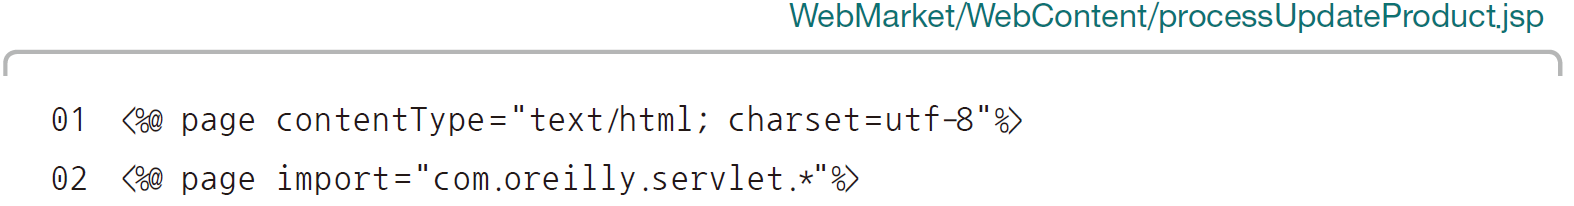 WebMarket/WebContent/processUpdateProduct.jsp
01 <%@ page contentType="text/html; charset=utf-8"%>
02 <%@ page import="com.oreilly.servlet.*"%>